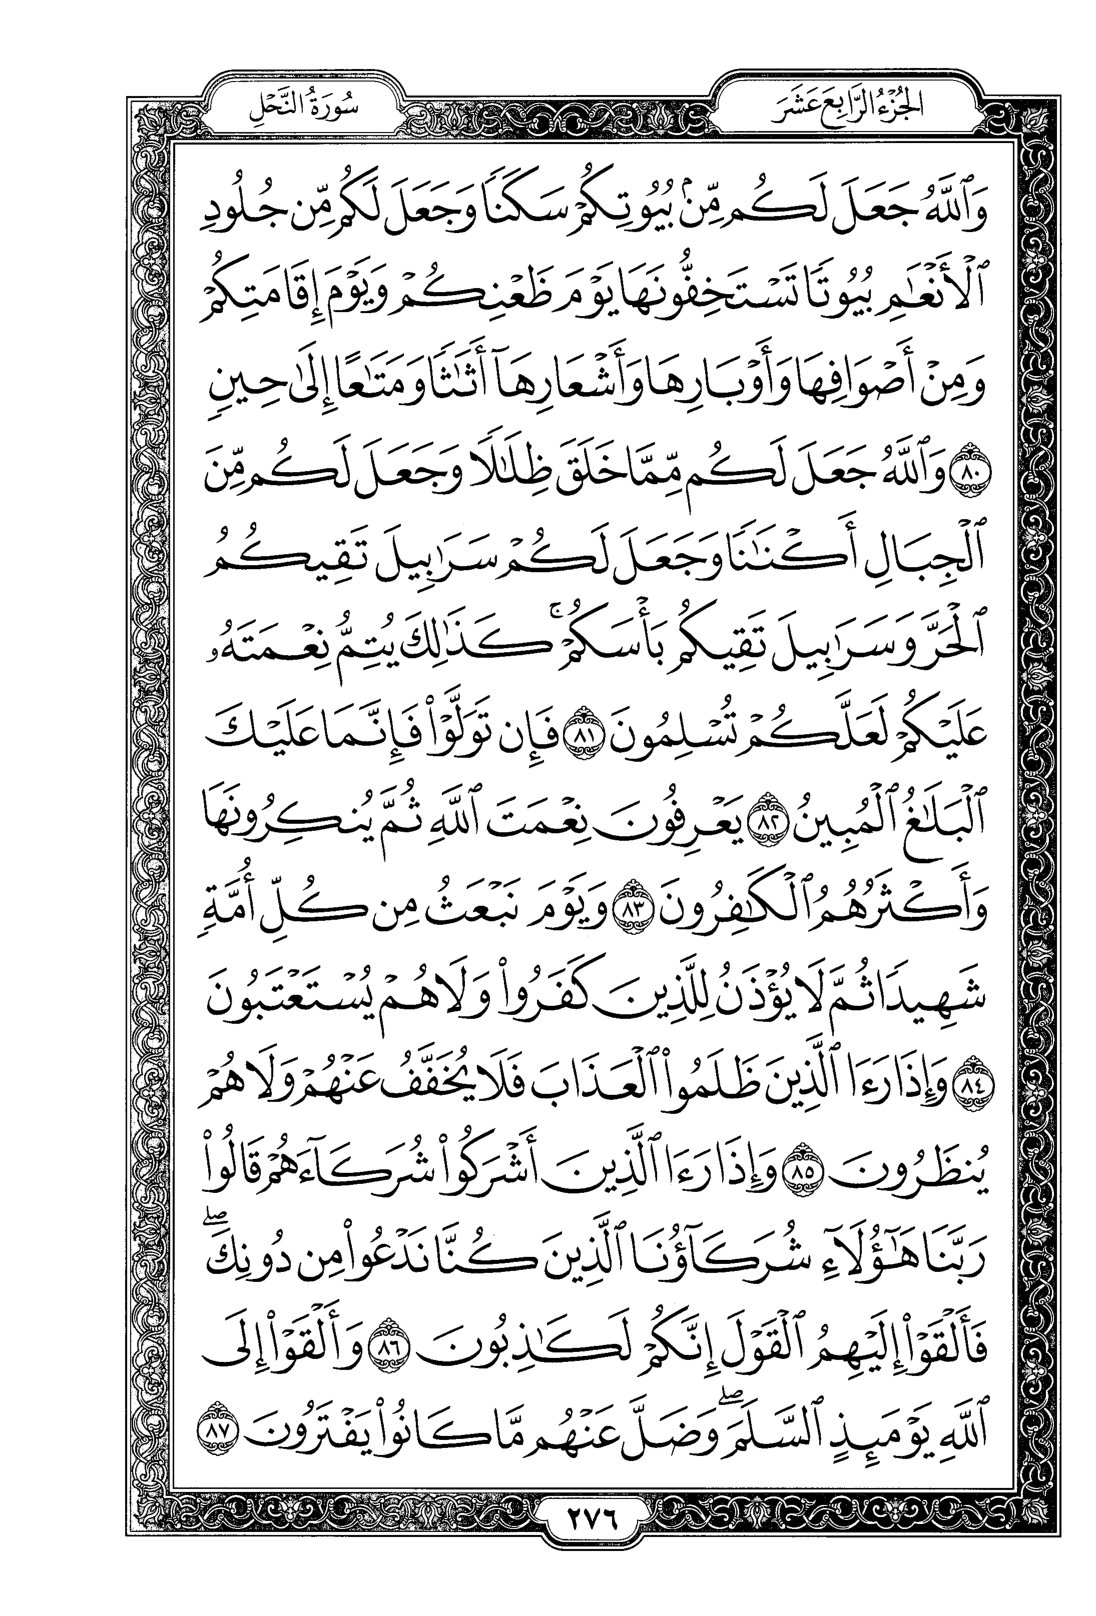 الجُزْءُ الرَّابِعَ عَشَرَ
سُورَةُ النَّحْلِ
وَٱللَّهُ جَعَلَ لَكُم مِّنۢ بُيُوتِكُمْ سَكَنًا وَجَعَلَ لَكُم مِّن جُلُودِ
ٱلْأَنْعَٰمِ بُيُوتًا تَسْتَخِفُّونَهَا يَوْمَ ظَعْنِكُمْ وَيَوْمَ إِقَامَتِكُمْ
وَمِنْ أَصْوَافِهَا وَأَوْبَارِهَا وَأَشْعَارِهَآ أَثَٰثًا وَمَتَٰعًا إِلَىٰ حِينٍ
٨٠ وَٱللَّهُ جَعَلَ لَكُم مِّمَّا خَلَقَ ظِلَٰلًا وَجَعَلَ لَكُم مِّنَ
ٱلْجِبَالِ أَكْنَٰنًا وَجَعَلَ لَكُمْ سَرَٰبِيلَ تَقِيكُمُ
ٱلْحَرَّ وَسَرَٰبِيلَ تَقِيكُم بَأْسَكُمْ ۚ كَذَٰلِكَ يُتِمُّ نِعْمَتَهُۥ
عَلَيْكُمْ لَعَلَّكُمْ تُسْلِمُونَ ٨١ فَإِن تَوَلَّوْا۟ فَإِنَّمَا عَلَيْكَ
ٱلْبَلَٰغُ ٱلْمُبِينُ ٨٢ يَعْرِفُونَ نِعْمَتَ ٱللَّهِ ثُمَّ يُنكِرُونَهَا
وَأَكْثَرُهُمُ ٱلْكَٰفِرُونَ ٨٣ وَيَوْمَ نَبْعَثُ مِن كُلِّ أُمَّةٍ
شَهِيدًا ثُمَّ لَا يُؤْذَنُ لِلَّذِينَ كَفَرُوا۟ وَلَا هُمْ يُسْتَعْتَبُونَ
٨٤ وَإِذَا رَءَا ٱلَّذِينَ ظَلَمُوا۟ ٱلْعَذَابَ فَلَا يُخَفَّفُ عَنْهُمْ وَلَا هُمْ
يُنظَرُونَ ٨٥ وَإِذَا رَءَا ٱلَّذِينَ أَشْرَكُوا۟ شُرَكَآءَهُمْ قَالُوا۟
رَبَّنَا هَٰٓؤُلَآءِ شُرَكَآؤُنَا ٱلَّذِينَ كُنَّا نَدْعُوا۟ مِن دُونِكَ ۖ
فَأَلْقَوْا۟ إِلَيْهِمُ ٱلْقَوْلَ إِنَّكُمْ لَكَٰذِبُونَ ٨٦ وَأَلْقَوْا۟ إِلَى
ٱللَّهِ يَوْمَئِذٍ ٱلسَّلَمَ ۖ وَضَلَّ عَنْهُم مَّا كَانُوا۟ يَفْتَرُونَ ٨٧
٢٧٦